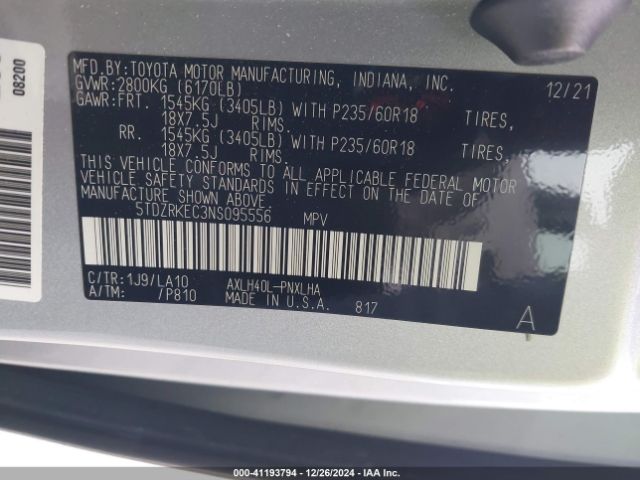 08200
MFD.BY:TOYOTA MOTOR MANUFACTURING, INDIANA, INC. 12/21
GVWR:2800KG (6170LB)
GAWR:FRT. 1545KG (3405LB) WITH P235/60R18 TIRES,
18X7.5J RIMS.
RR. 1545KG (3405LB) WITH P235/60R18 TIRES,
18X7.5J RIMS.
THIS VEHICLE CONFORMS TO ALL APPLICABLE FEDERAL MOTOR
VEHICLE SAFETY STANDARDS IN EFFECT ON THE DATE OF
MANUFACTURE SHOWN ABOVE.
5TDZRKEC3NS095556 MPV
C/TR:1J9/LA10 AXLH40L-PNXLHA
A/TM: /P810 MADE IN U.S.A. 817 A
000-41193794 - 12/26/2024 - IAA Inc.